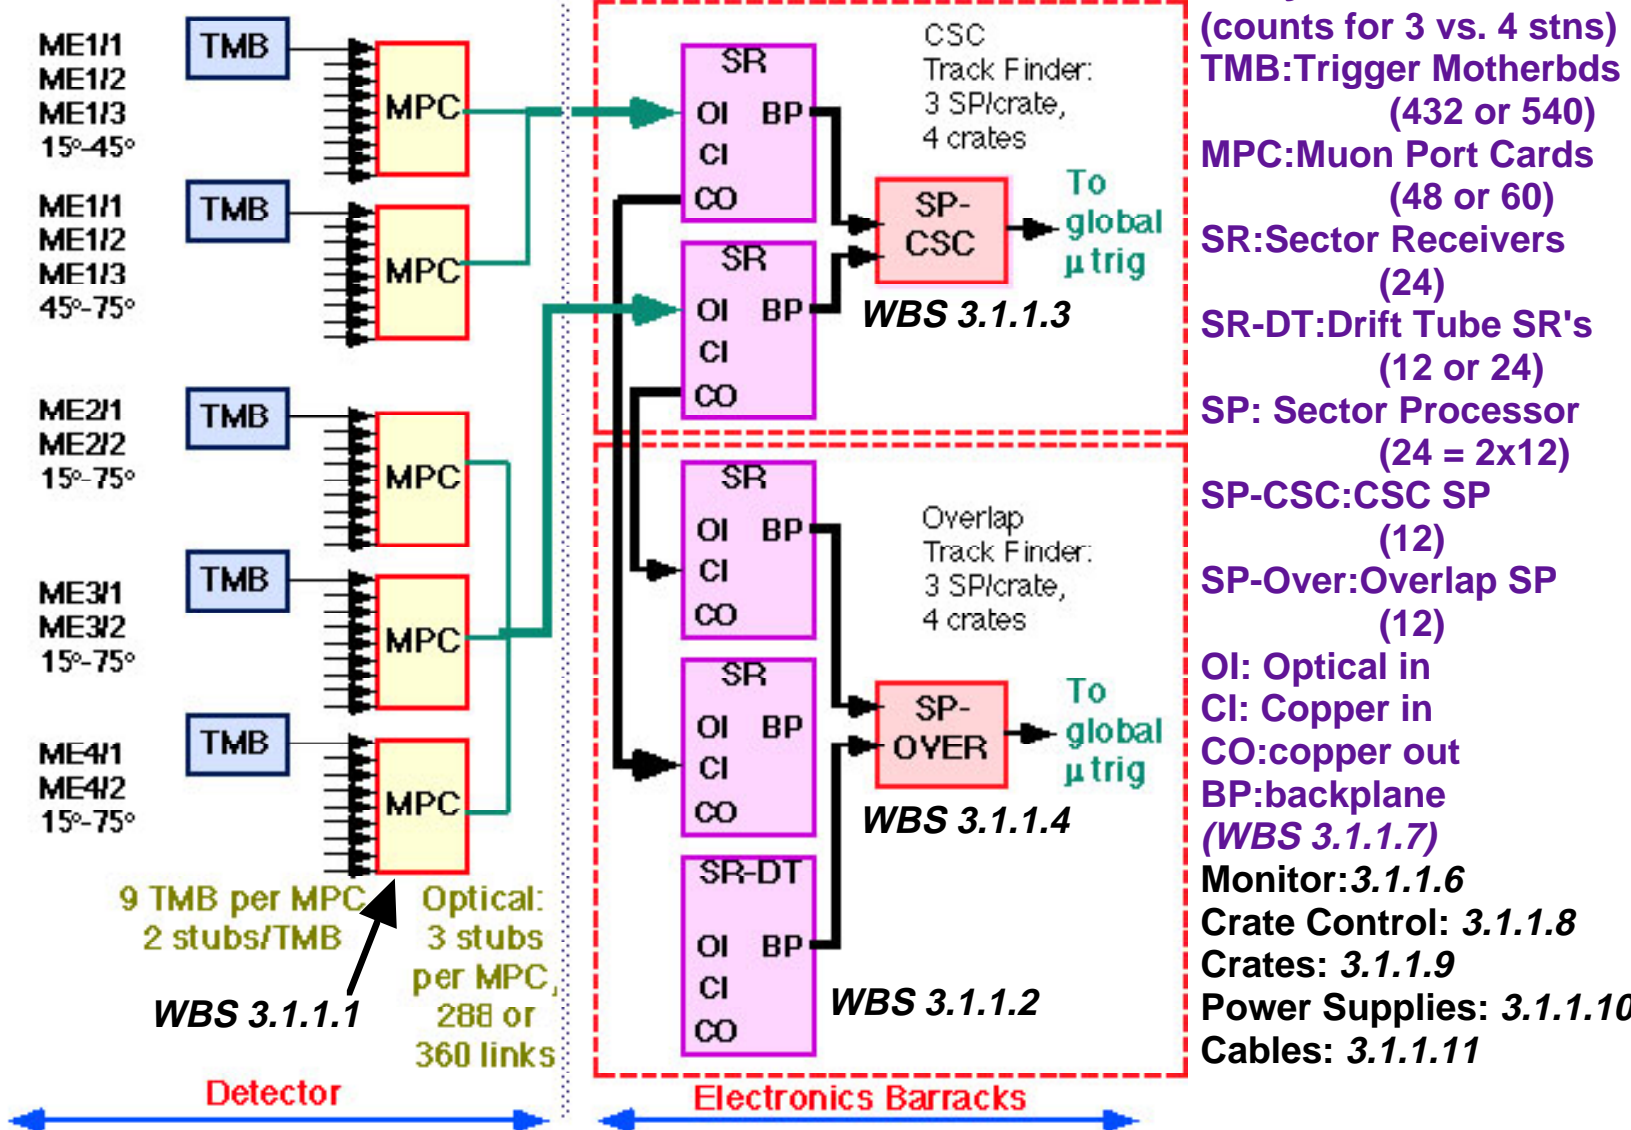 ME1/1
ME1/2
ME1/3
15°-45°
TMB
MPC
ME1/1
ME1/2
ME1/3
45°-75°
TMB
MPC
ME2/1
ME2/2
15°-75°
TMB
MPC
ME3/1
ME3/2
15°-75°
TMB
MPC
ME4/1
ME4/2
15°-75°
TMB
MPC
9 TMB per MPC
2 stubs/TMB
WBS 3.1.1.1
Optical:
3 stubs
per MPC,
288 or
360 links
Detector
SR
OI BP
CI
CO
CSC
Track Finder:
3 SP/crate,
4 crates
SR
OI BP
CI
CO
SP-
CSC
To
global
µ trig
WBS 3.1.1.3
SR
OI BP
CI
CO
Overlap
Track Finder:
3 SP/crate,
4 crates
SR
OI BP
CI
CO
SP-
OVER
To
global
µ trig
WBS 3.1.1.4
SR-DT
OI BP
CI
CO
WBS 3.1.1.2
Electronics Barracks
(counts for 3 vs. 4 stns)
TMB:Trigger Motherbds
(432 or 540)
MPC:Muon Port Cards
(48 or 60)
SR:Sector Receivers
(24)
SR-DT:Drift Tube SR's
(12 or 24)
SP: Sector Processor
(24 = 2x12)
SP-CSC:CSC SP
(12)
SP-Over:Overlap SP
(12)
OI: Optical in
CI: Copper in
CO:copper out
BP:backplane
(WBS 3.1.1.7)
Monitor:3.1.1.6
Crate Control: 3.1.1.8
Crates: 3.1.1.9
Power Supplies: 3.1.1.10
Cables: 3.1.1.11